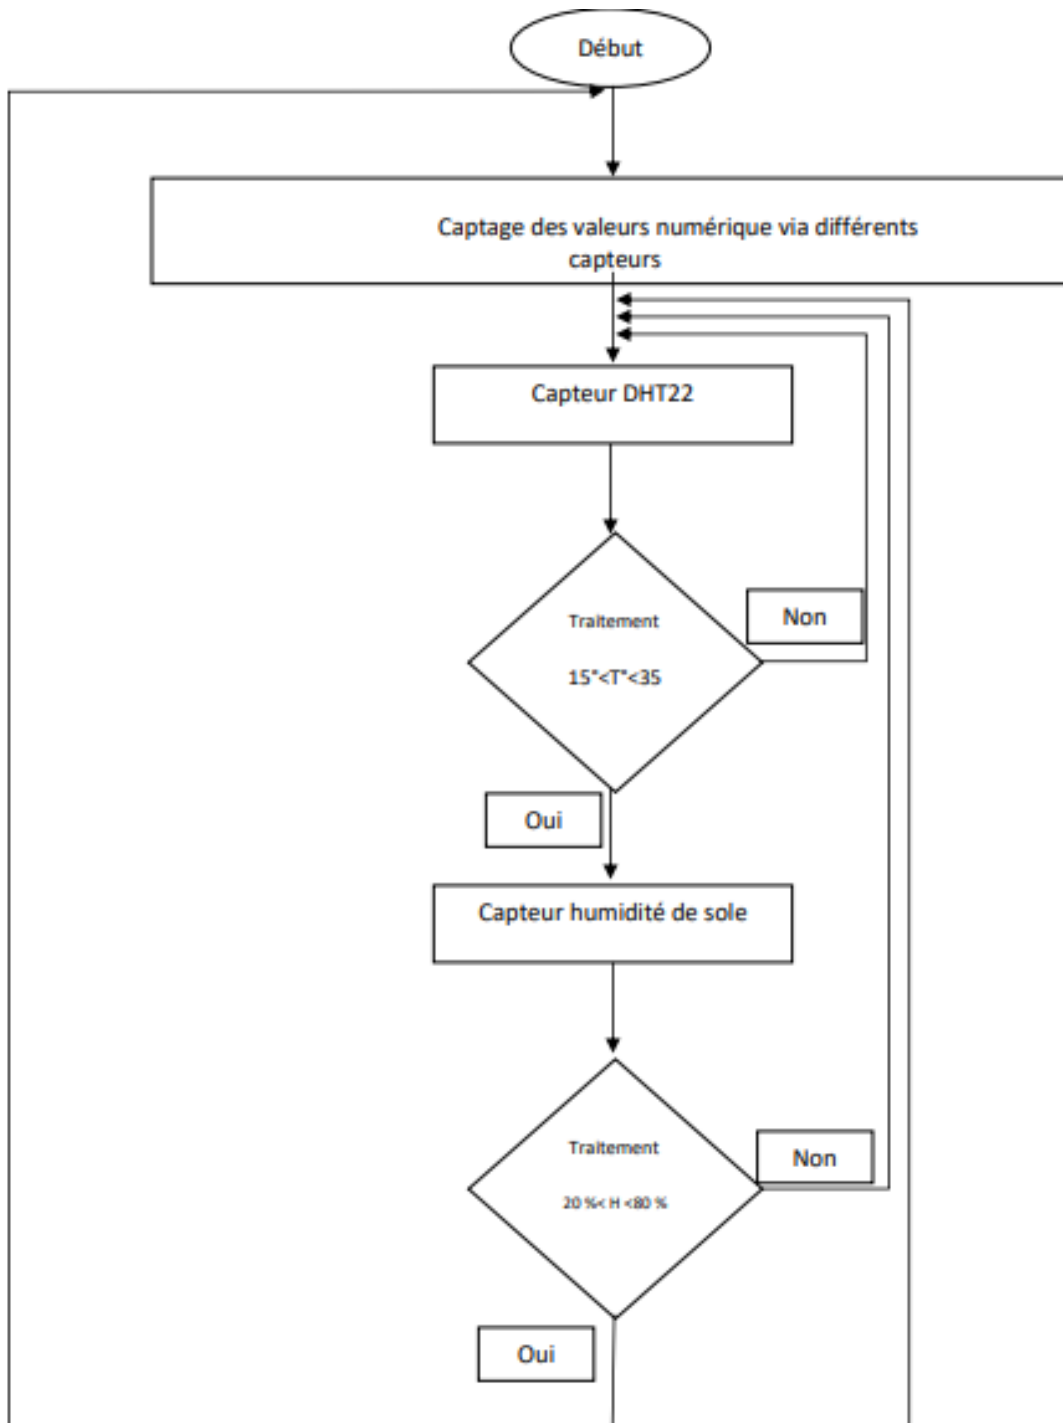 Début
Captage des valeurs numérique via différents
capteurs
Capteur DHT22
Traitement
15°<T°<35
Non
Oui
Capteur humidité de sole
Traitement
20 %< H <80 %
Non
Oui